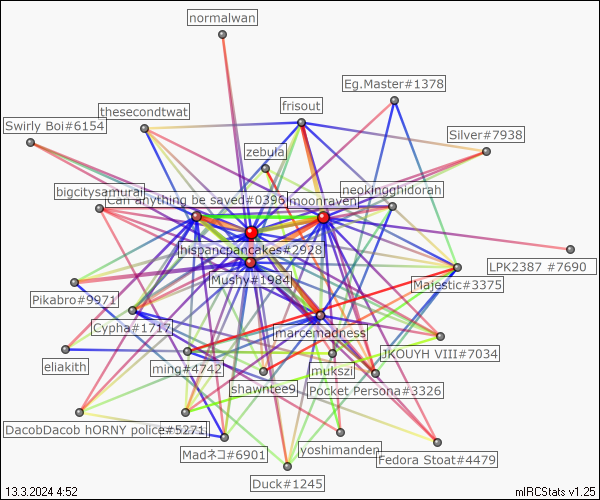 normalwan
Eg.Master#1378
frisout
thesecondtwat
Swirly Boi#6154
Silver#7938
zebula
bigcitysamurai
neokingghidorah
Can anything be saved#0396
moonraven
hispancpancakes#2928
LPK2387 #7690
Mushy#1984
Majestic#3375
Pikabro#9971
Cypha#1717
marcemadness
JKOUYH VIII#7034
eliakith
ming#4742
mukszi
shawntee9
Pocket Persona#3326
DacobDacob hORNY police#5271
yoshimanden
Madネコ#6901
Fedora Stoat#4479
Duck#1245
13.3.2024 4:52
mIRCStats v1.25